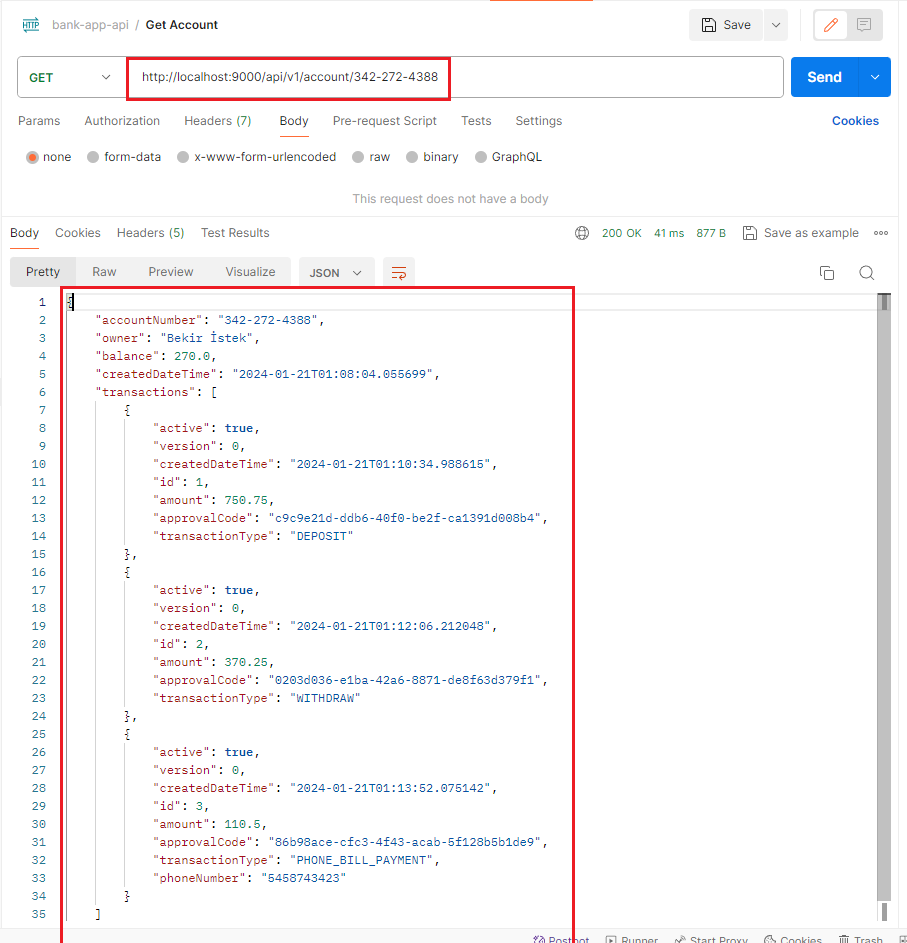 HTTP bank-app-api / Get Account Save
GET http://localhost:9000/api/v1/account/342-272-4388 Send
Params Authorization Headers (7) Body Pre-request Script Tests Settings Cookies
none form-data x-www-form-urlencoded raw binary GraphQL
This request does not have a body
Body Cookies Headers (5) Test Results 200 OK 41 ms 877 B Save as example
Pretty Raw Preview Visualize JSON
1 {
2 "accountNumber": "342-272-4388",
3 "owner": "Bekir İstek",
4 "balance": 270.0,
5 "createdDateTime": "2024-01-21T01:08:04.055699",
6 "transactions": [
7 {
8 "active": true,
9 "version": 0,
10 "createdDateTime": "2024-01-21T01:10:34.988615",
11 "id": 1,
12 "amount": 750.75,
13 "approvalCode": "c9c9e21d-ddb6-40f0-be2f-ca1391d008b4",
14 "transactionType": "DEPOSIT"
15 },
16 {
17 "active": true,
18 "version": 0,
19 "createdDateTime": "2024-01-21T01:12:06.212048",
20 "id": 2,
21 "amount": 370.25,
22 "approvalCode": "0203d036-e1ba-42a6-8871-de8f63d379f1",
23 "transactionType": "WITHDRAW"
24 },
25 {
26 "active": true,
27 "version": 0,
28 "createdDateTime": "2024-01-21T01:13:52.075142",
29 "id": 3,
30 "amount": 110.5,
31 "approvalCode": "86b98ace-cfc3-4f43-acab-5f128b5b1de9",
32 "transactionType": "PHONE_BILL_PAYMENT",
33 "phoneNumber": "5458743423"
34 }
35 ]
Postbot Runner Start Proxy Cookies Trash